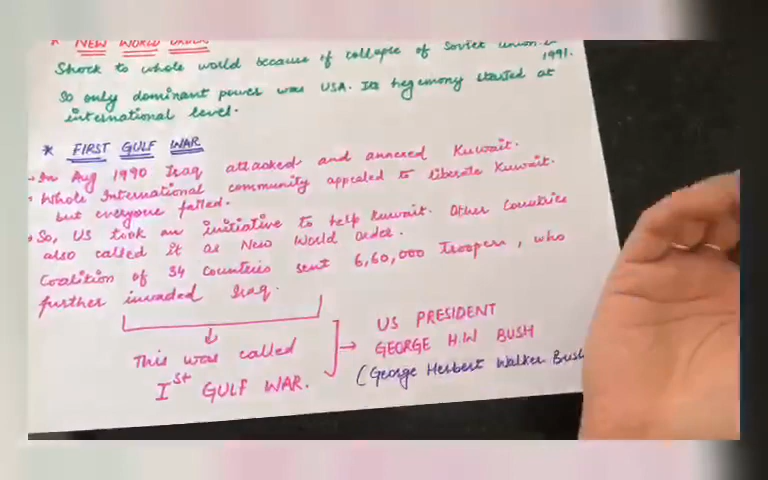 * NEW WORLD ORDER
Shock to whole world because if collapse of Soviet Union in
1991.
So only dominant power was USA. Its hegemony started at
international level.
* FIRST GULF WAR
- In Aug 1990 Iraq attacked and annexed Kuwait.
- Whole International community appealed to liberate Kuwait.
but everyone failed.
• So, US took an initiative to help Kuwait. Other Countries
also called it as New World Order.
Coalition of 34 Countries sent 6,60,000 Troopers, who
further invaded Iraq.
This was called
Ist GULF WAR.
US PRESIDENT
GEORGE H.W BUSH
(George Herbert Walker Bush